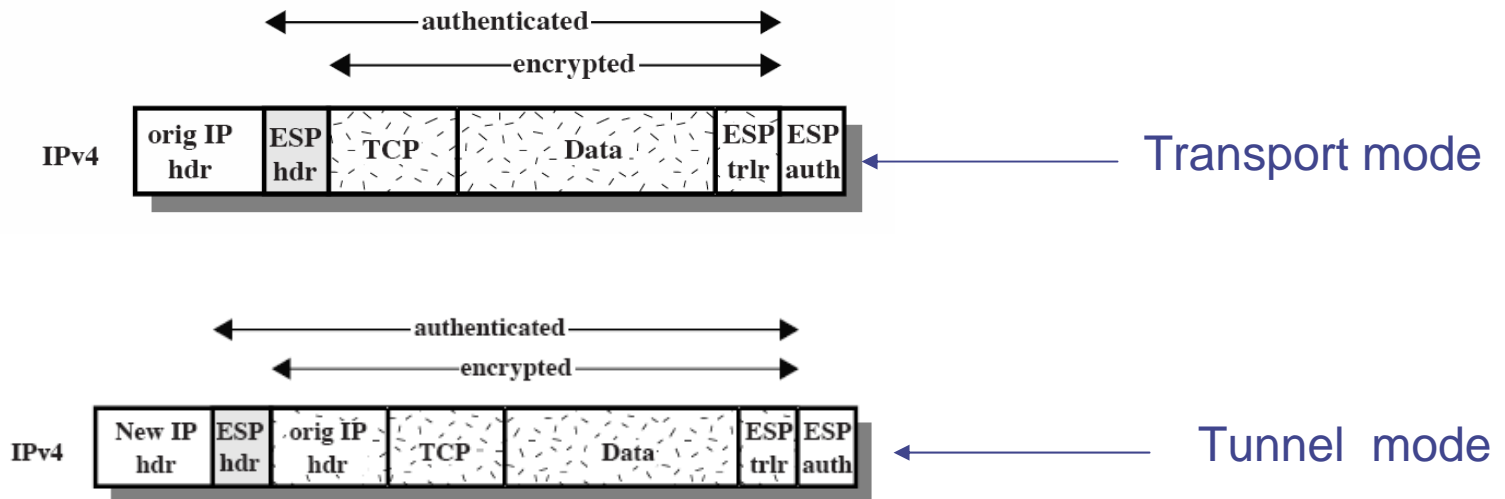 authenticated
encrypted
IPv4
orig IP
hdr
ESP
hdr
TCP
Data
ESP
trlr
ESP
auth
Transport mode
authenticated
encrypted
IPv4
New IP
hdr
ESP
hdr
orig IP
hdr
TCP
Data
ESP
trlr
ESP
auth
Tunnel mode